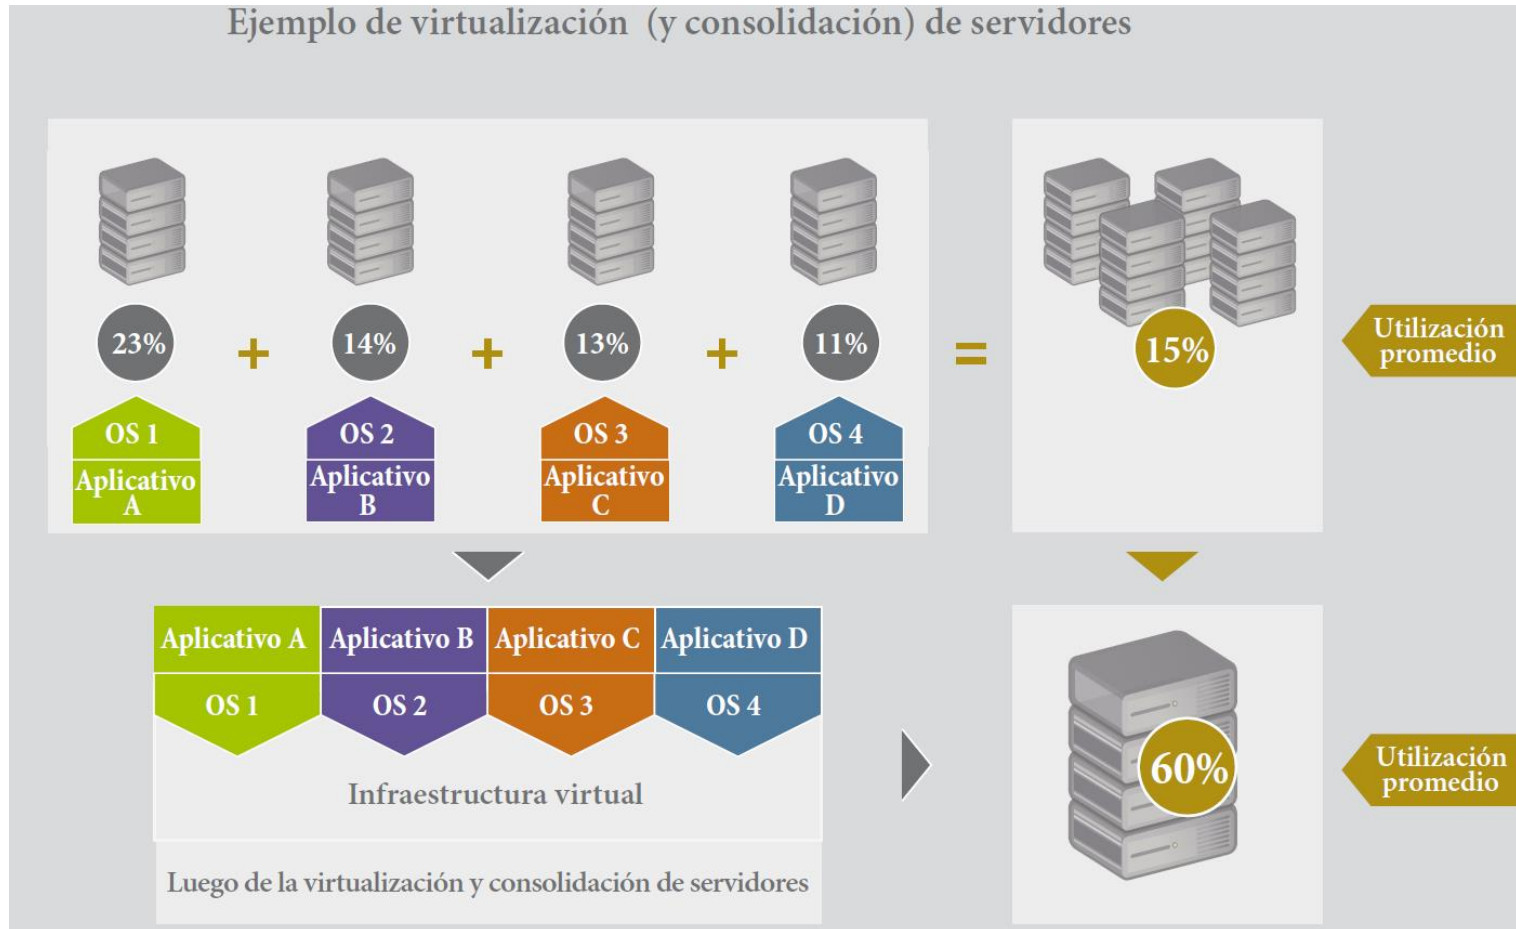 Ejemplo de virtualización (y consolidación) de servidores
23% + 14% + 13% + 11% = 15%
Utilización
promedio
OS 1
Aplicativo
A
OS 2
Aplicativo
B
OS 3
Aplicativo
C
OS 4
Aplicativo
D
Aplicativo A
Aplicativo B
Aplicativo C
Aplicativo D
OS 1
OS 2
OS 3
OS 4
Infraestructura virtual
Luego de la virtualización y consolidación de servidores
60%
Utilización
promedio